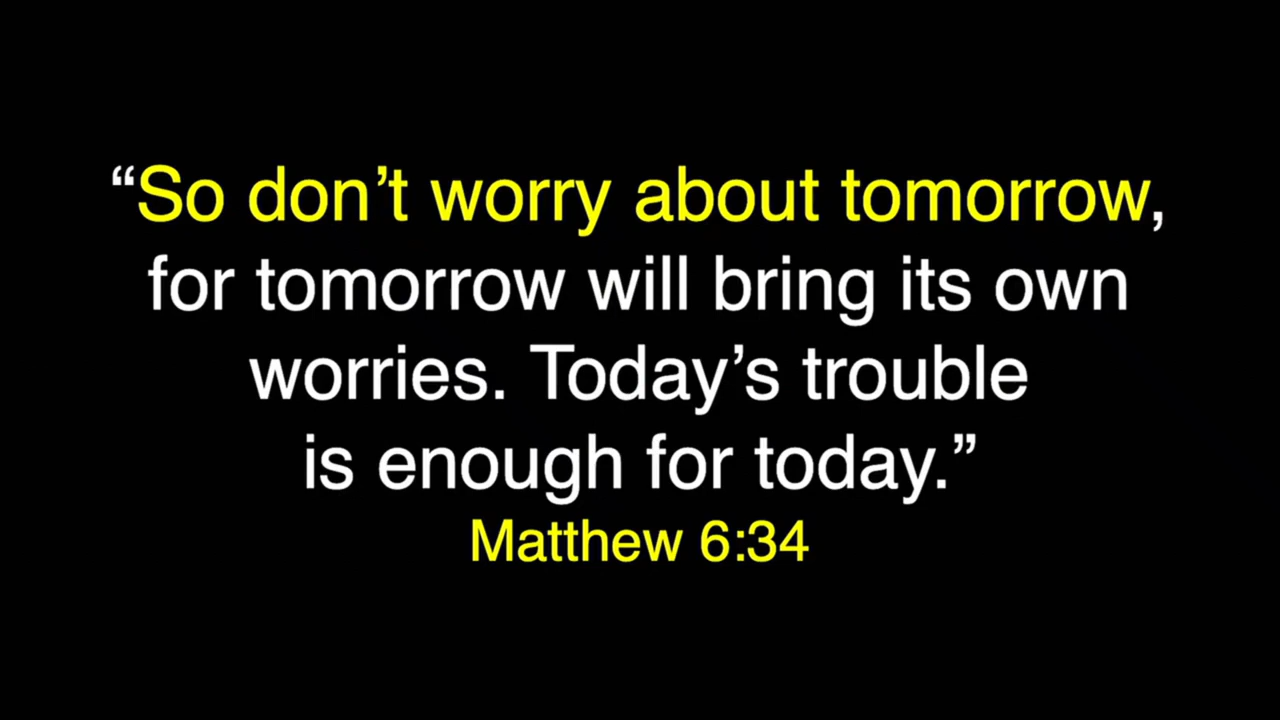 “So don’t worry about tomorrow,
for tomorrow will bring its own
worries. Today’s trouble
is enough for today.”
Matthew 6:34